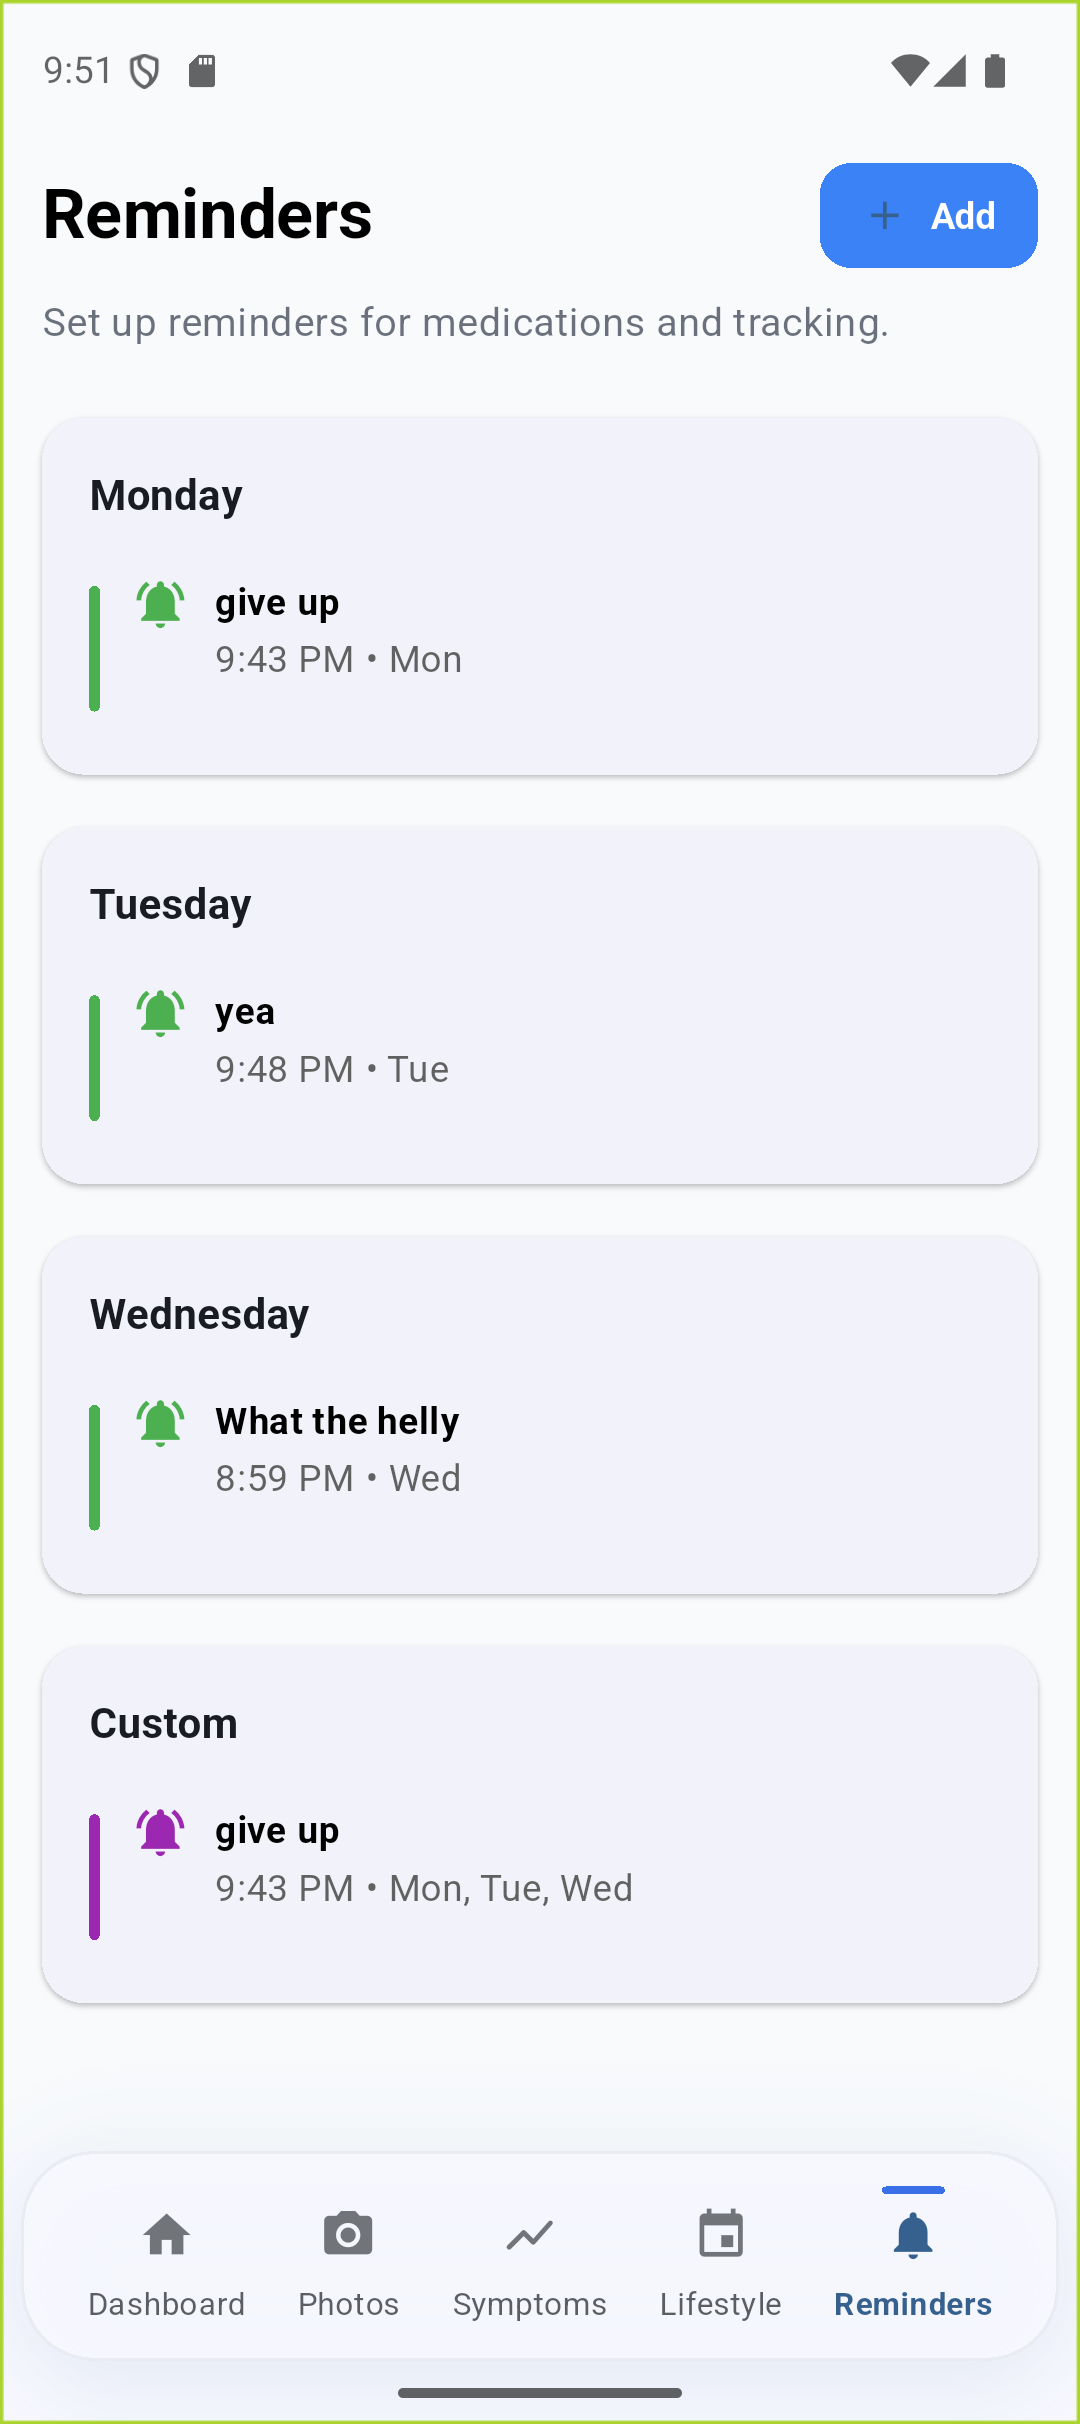 9:51
Reminders
+ Add
Set up reminders for medications and tracking.
Monday
give up
9:43 PM • Mon
Tuesday
yea
9:48 PM • Tue
Wednesday
What the helly
8:59 PM • Wed
Custom
give up
9:43 PM • Mon, Tue, Wed
Dashboard Photos Symptoms Lifestyle Reminders